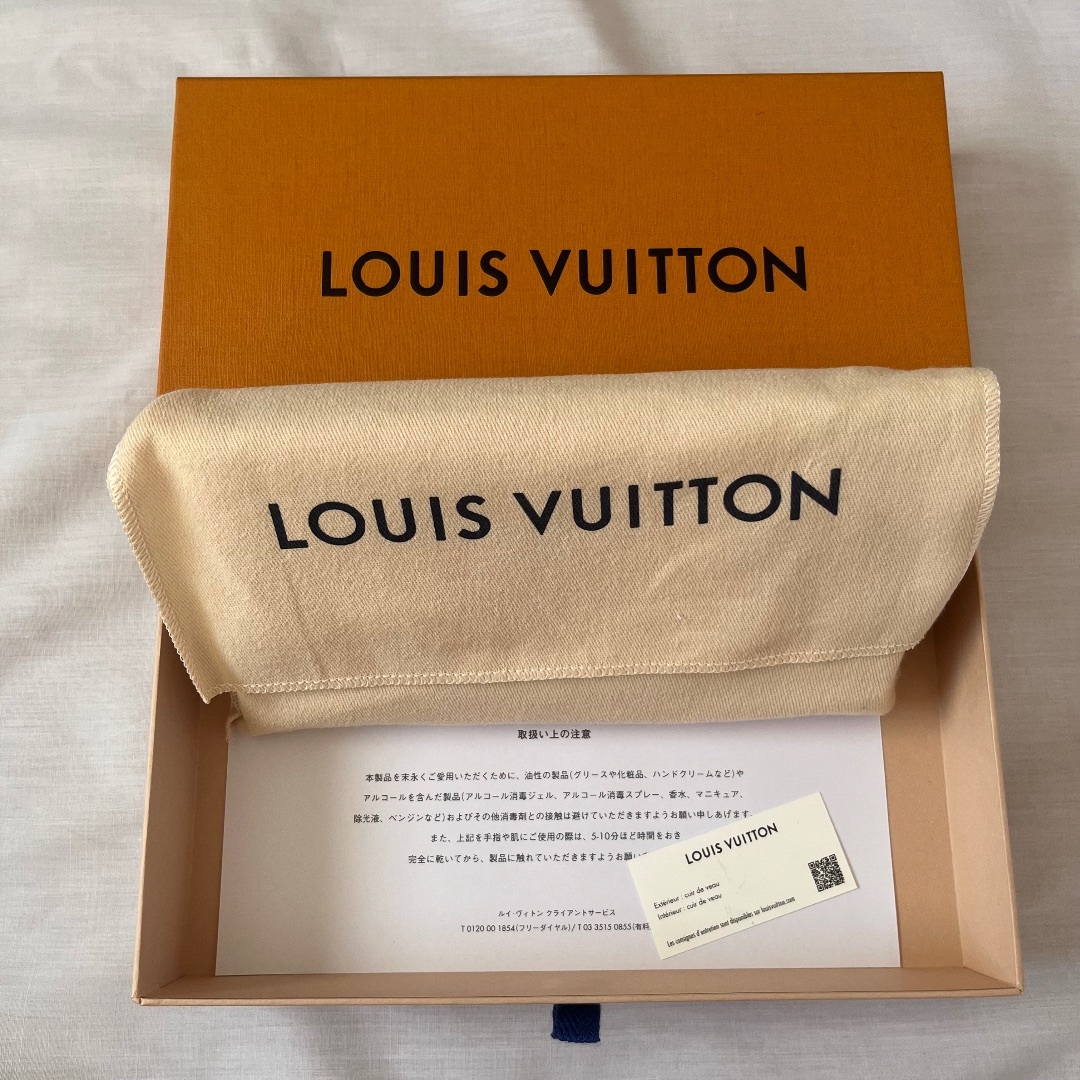 LOUIS VUITTON
LOUIS VUITTON
取扱い上の注意
本製品を末永くご愛用いただくために、油性の製品(グリースや化粧品、ハンドクリームなど)や
アルコールを含んだ製品(アルコール消毒ジェル、アルコール消毒スプレー、香水、マニキュア、
除光液、ベンジンなど)およびその他消毒剤との接触は避けていただきますようお願い申しあげます。
また、上記を手指や肌にご使用の際は、5-10分ほど時間をおき
完全に乾いてから、製品に触れていただきますようお願い
ルイ·ヴィトン クライアントサービス
T 0120 00 1854(フリーダイヤル)/ T 03 3515 0855(有料)
LOUIS VUITTON
Extérieur : cuir de veau
Intérieur : cuir de veau
Les consignes d'entretien sont disponibles sur louisvuitton.com